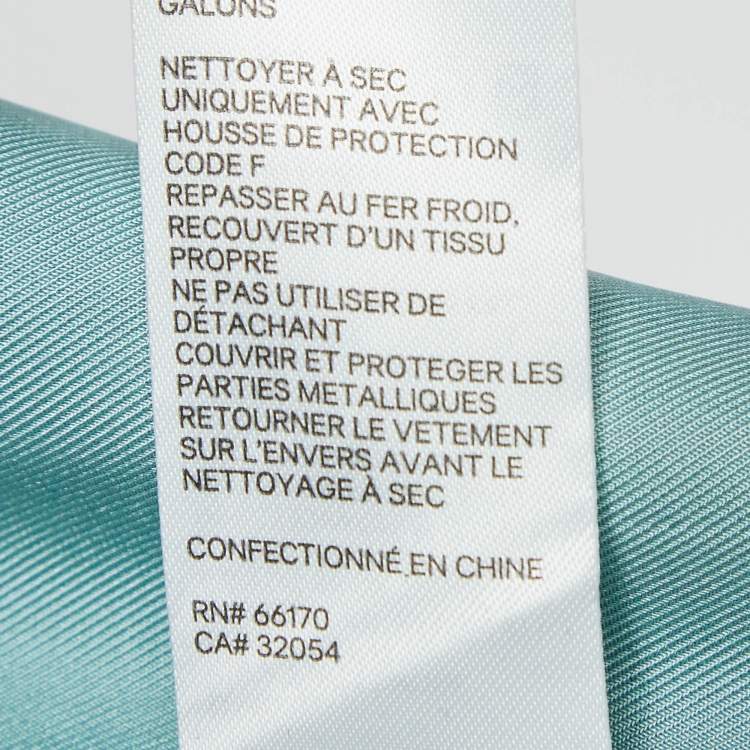 GALONS
NETTOYER À SEC
UNIQUEMENT AVEC
HOUSSE DE PROTECTION
CODE F
REPASSER AU FER FROID,
RECOUVERT D'UN TISSU
PROPRE
NE PAS UTILISER DE
DÉTACHANT
COUVRIR ET PROTEGER LES
PARTIES METALLIQUES
RETOURNER LE VETEMENT
SUR L'ENVERS AVANT LE
NETTOYAGE À SEC
CONFECTIONNÉ EN CHINE
RN# 66170
CA# 32054